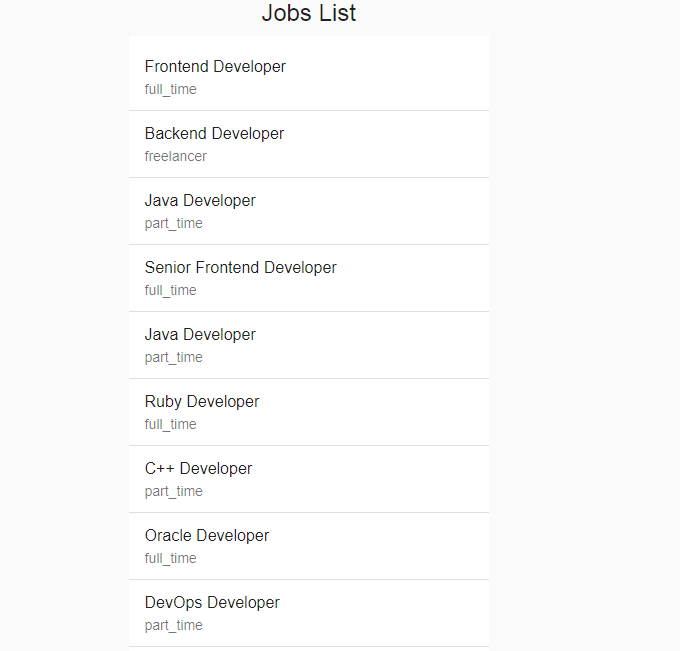 Jobs List
Frontend Developer
full_time
Backend Developer
freelancer
Java Developer
part_time
Senior Frontend Developer
full_time
Java Developer
part_time
Ruby Developer
full_time
C++ Developer
part_time
Oracle Developer
full_time
DevOps Developer
part_time